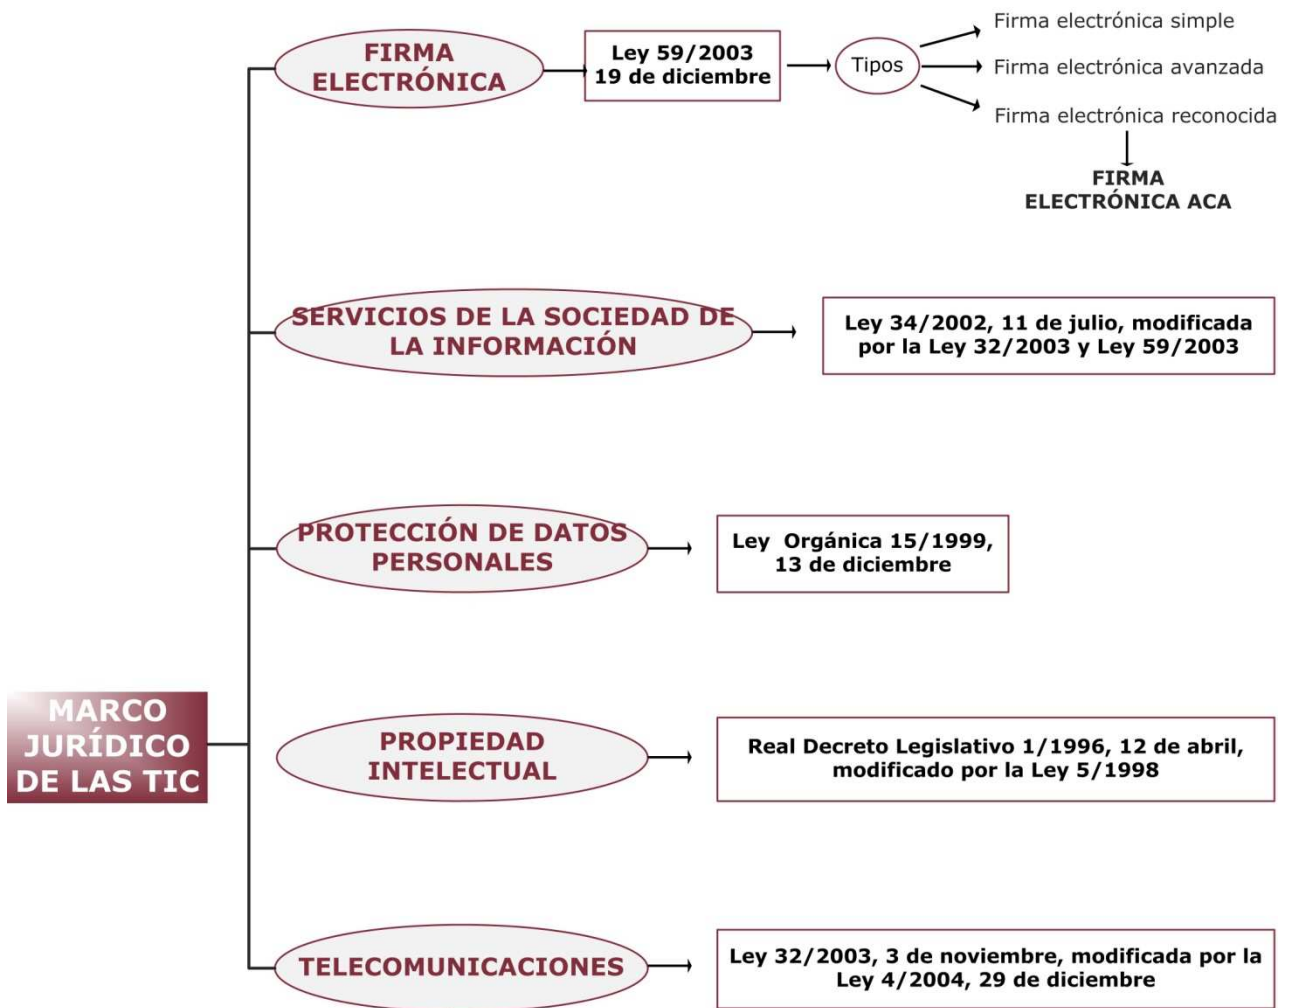 FIRMA
ELECTRÓNICA
Ley 59/2003
19 de diciembre
Tipos
Firma electrónica simple
Firma electrónica avanzada
Firma electrónica reconocida
FIRMA
ELECTRÓNICA ACA
SERVICIOS DE LA SOCIEDAD DE
LA INFORMACIÓN
Ley 34/2002, 11 de julio, modificada
por la Ley 32/2003 y Ley 59/2003
PROTECCIÓN DE DATOS
PERSONALES
Ley Orgánica 15/1999,
13 de diciembre
MARCO
JURÍDICO
DE LAS TIC
PROPIEDAD
INTELECTUAL
Real Decreto Legislativo 1/1996, 12 de abril,
modificado por la Ley 5/1998
TELECOMUNICACIONES
Ley 32/2003, 3 de noviembre, modificada por la
Ley 4/2004, 29 de diciembre